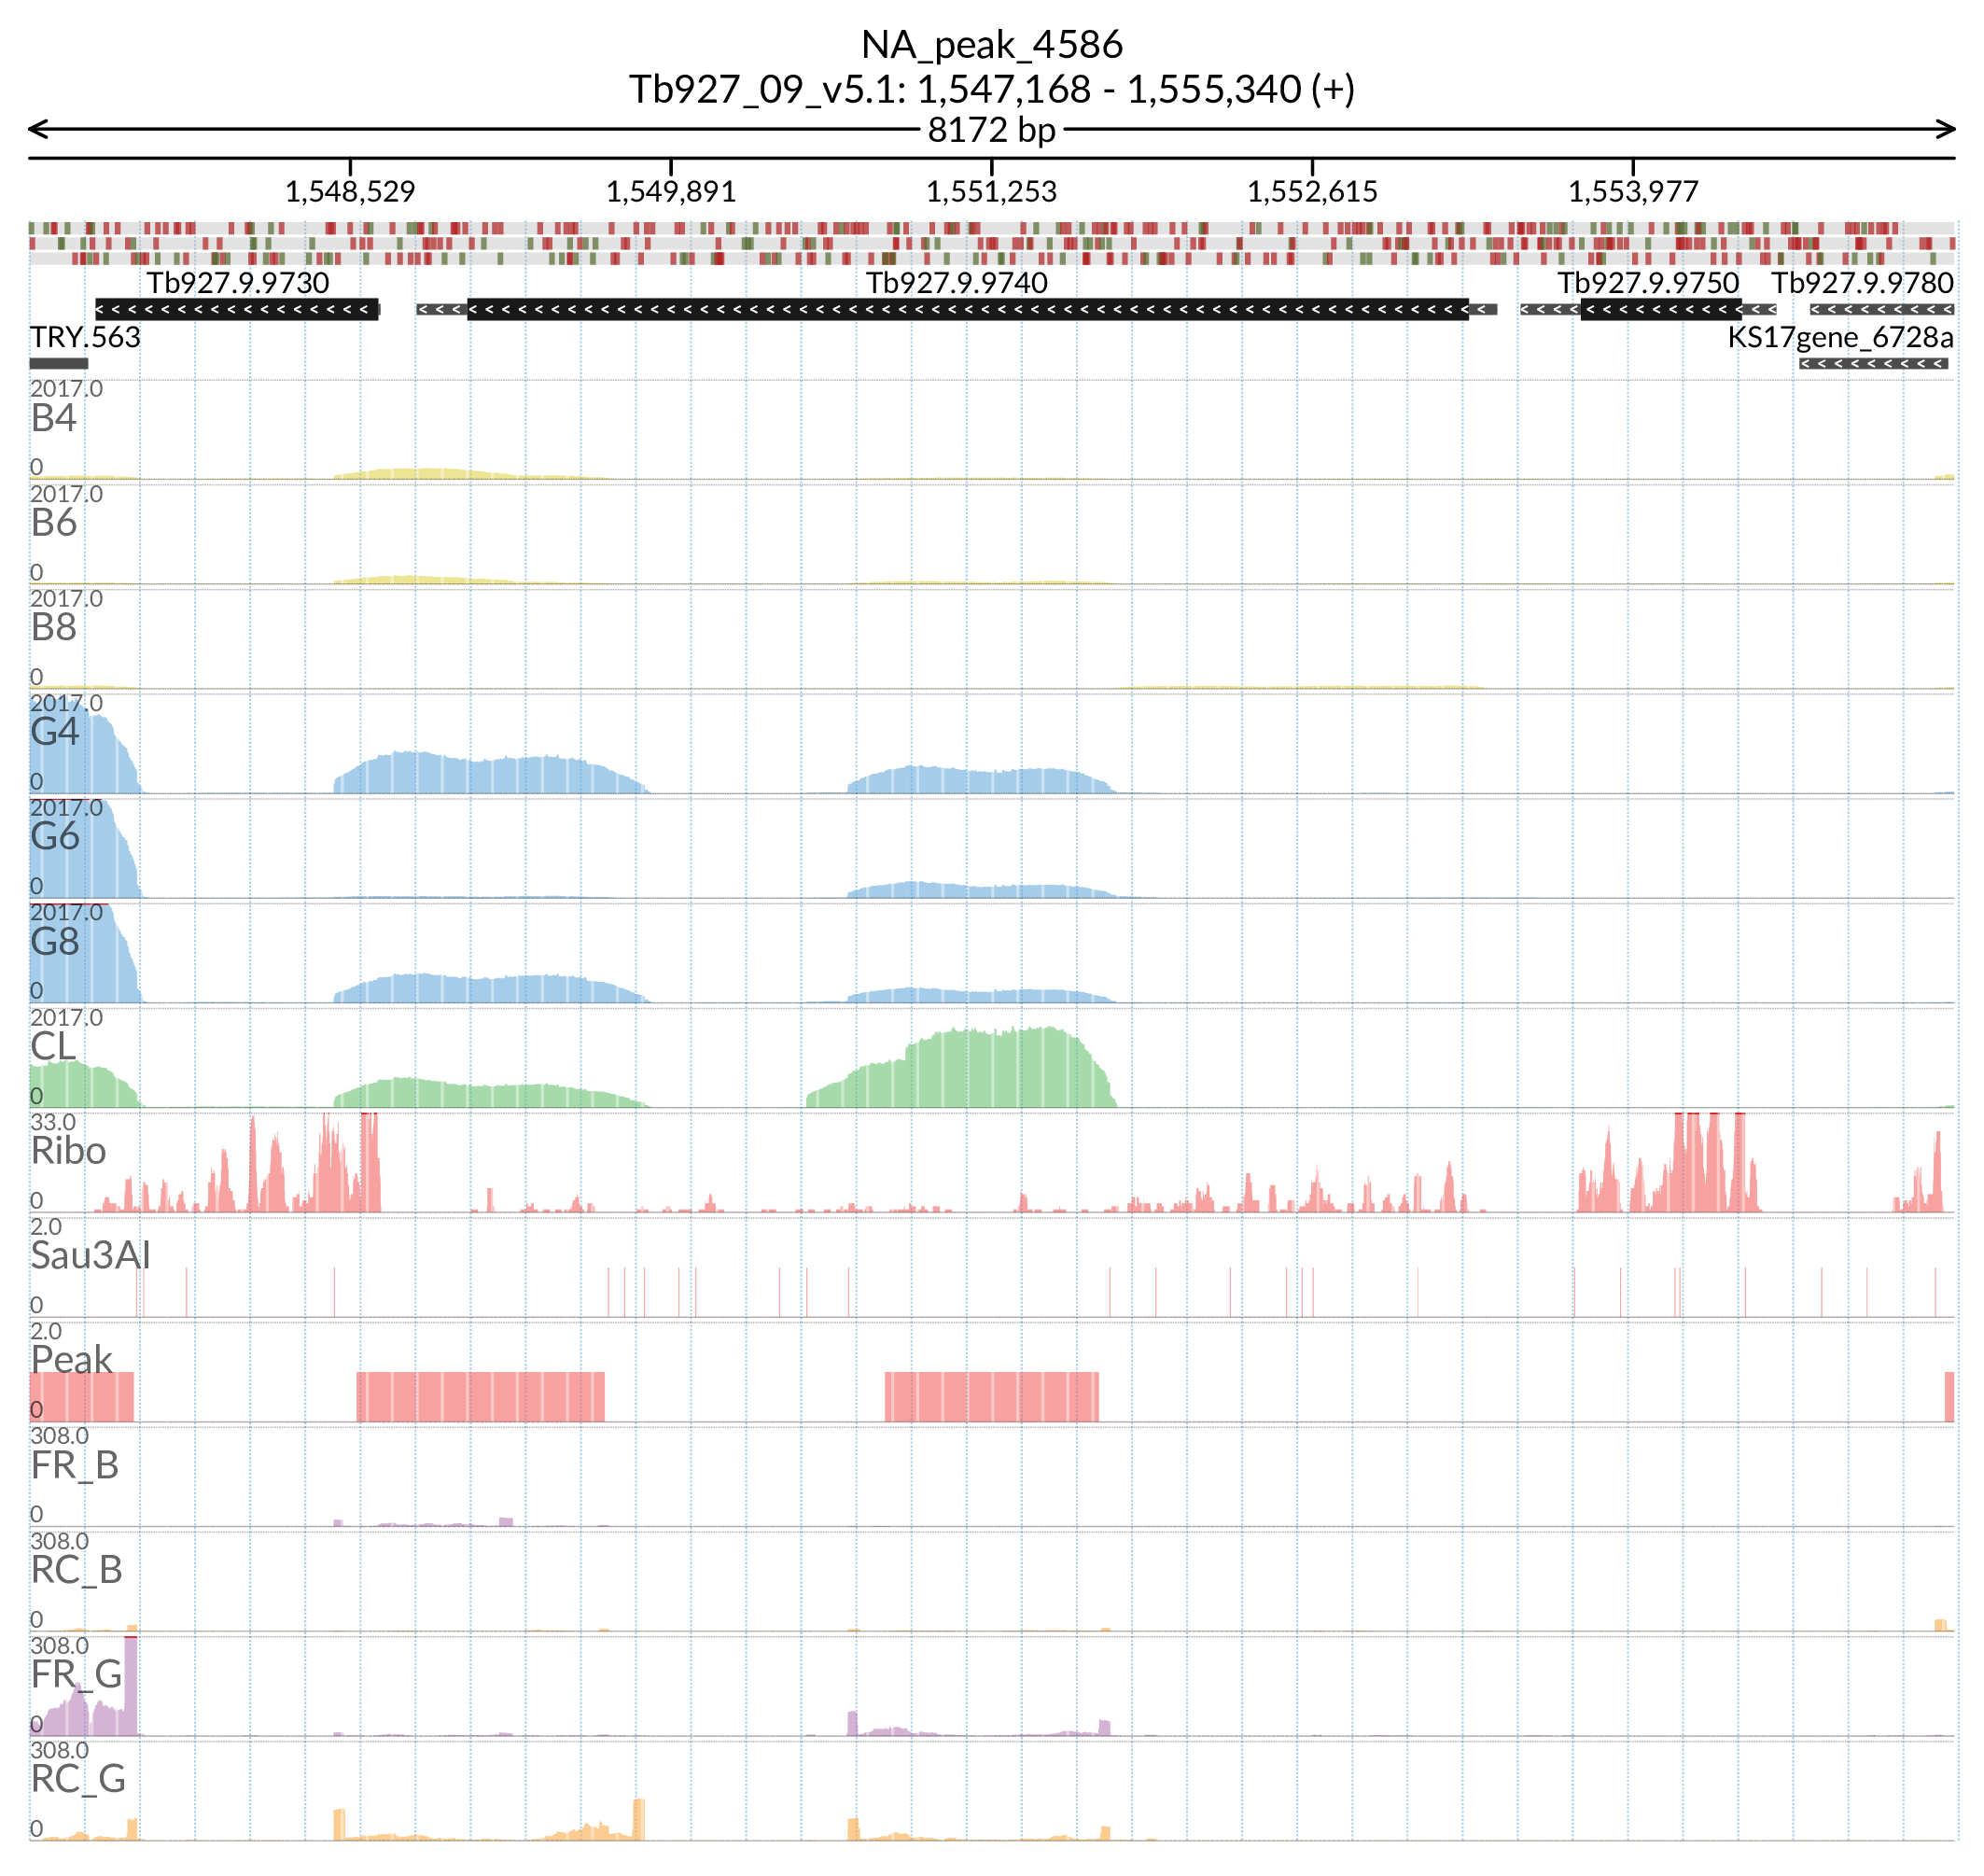 NA_peak_4586
Tb927_09_v5.1: 1,547,168 - 1,555,340 (+)
8172 bp
1,548,529 1,549,891 1,551,253 1,552,615 1,553,977
Tb927.9.9730 Tb927.9.9740 Tb927.9.9750 Tb927.9.9780
TRY.563 KS17gene_6728a
2017.0
B4
0
2017.0
B6
0
2017.0
B8
0
2017.0
G4
0
2017.0
G6
0
2017.0
G8
0
2017.0
CL
0
33.0
Ribo
0
2.0
Sau3AI
0
2.0
Peak
0
308.0
FR_B
0
308.0
RC_B
0
308.0
FR_G
0
308.0
RC_G
0